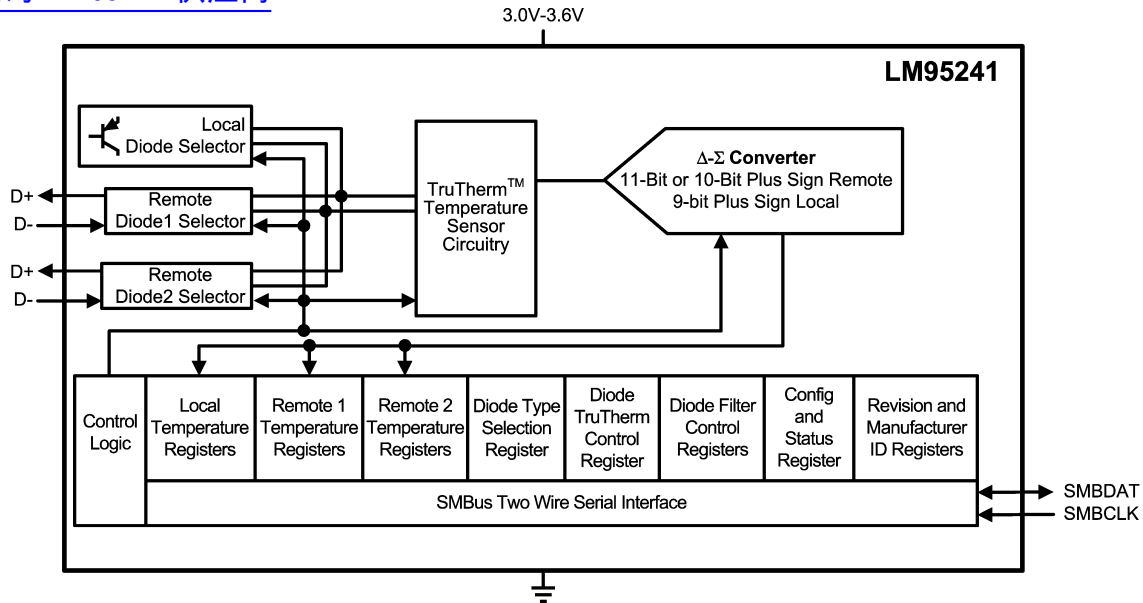 3.0V-3.6V
LM95241
Local
Diode Selector
D+
D-
Remote
Diode1 Selector
D+
D-
Remote
Diode2 Selector
TruTherm™
Temperature
Sensor
Circuitry
Δ-Σ Converter
11-Bit or 10-Bit Plus Sign Remote
9-bit Plus Sign Local
Control
Logic
Local
Temperature
Registers
Remote 1
Temperature
Registers
Remote 2
Temperature
Registers
Diode Type
Selection
Register
Diode
TruTherm
Control
Register
Diode Filter
Control
Registers
Config
and
Status
Register
Revision and
Manufacturer
ID Registers
SMBus Two Wire Serial Interface
SMBDAT
SMBCLK